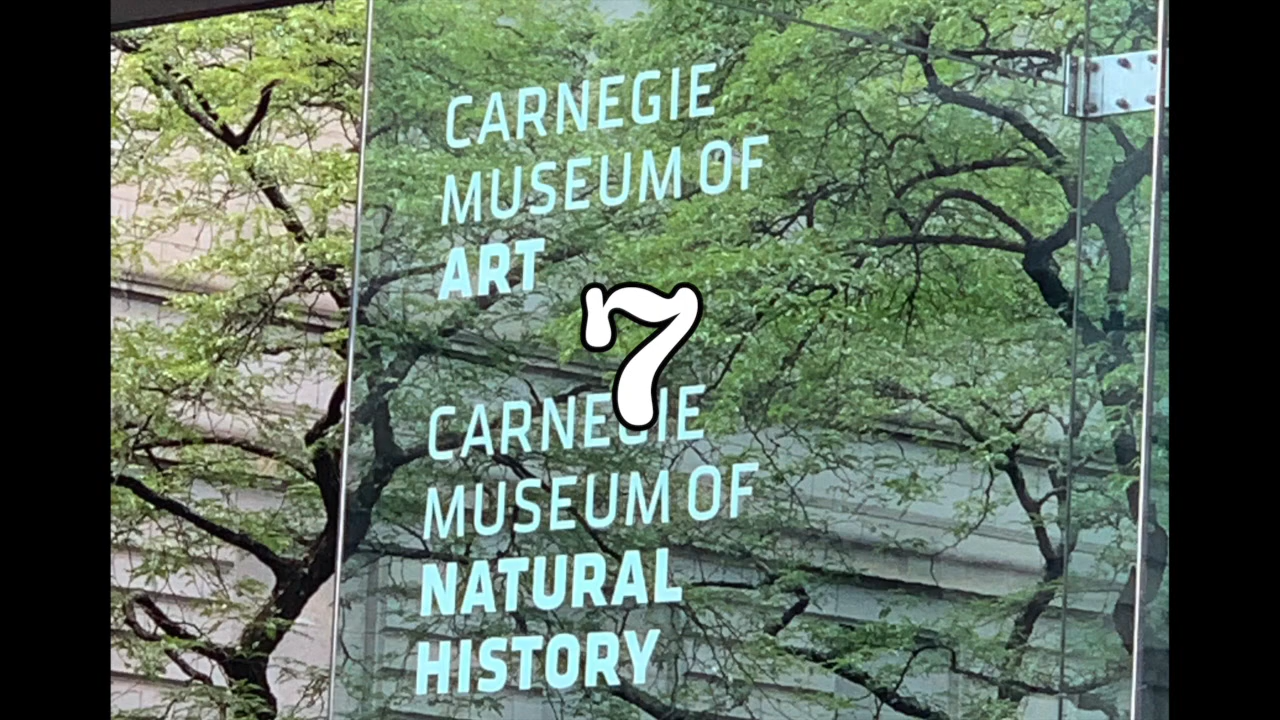 CARNEGIE
MUSEUM OF
ART
7
CARNEGIE
MUSEUM OF
NATURAL
HISTORY